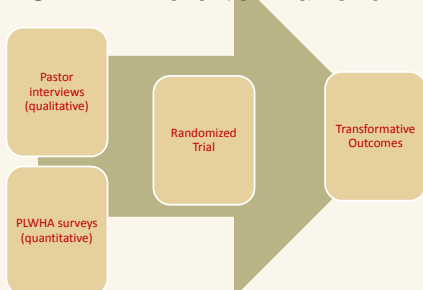 Pastor
interviews
(qualitative)
Randomized
Trial
Transformative
Outcomes
PLWHA surveys
(quantitative)